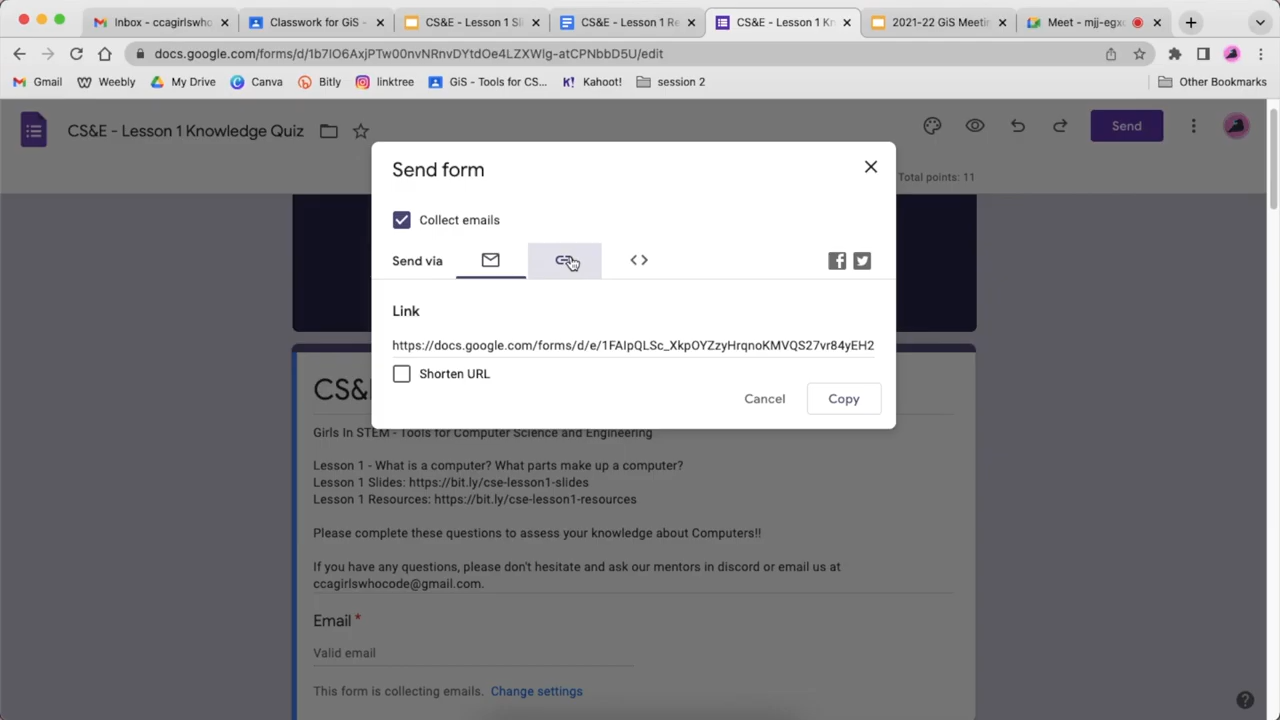 Inbox - ccagirlswho
Classwork for GiS -
CS&E - Lesson 1 Sl
CS&E - Lesson 1 Re
CS&E - Lesson 1 Kn
2021-22 GiS Meetin
Meet - mjj-egxc
docs.google.com/forms/d/1b7IO6AxjPTw00nvNRnvDYtdOe4LZXWlg-atCPNbbD5U/edit
Gmail
Weebly
My Drive
Canva
Bitly
linktree
GiS - Tools for CS...
K! Kahoot!
session 2
Other Bookmarks
CS&E - Lesson 1 Knowledge Quiz
Send
Total points: 11
Send form
Collect emails
Send via
Link
https://docs.google.com/forms/d/e/1FAIpQLSc_XkpOYZzyHrqnoKMVQS27vr84yEH2
Shorten URL
Cancel
Copy
CS&
Girls In STEM - Tools for Computer Science and Engineering
Lesson 1 - What is a computer? What parts make up a computer?
Lesson 1 Slides: https://bit.ly/cse-lesson1-slides
Lesson 1 Resources: https://bit.ly/cse-lesson1-resources
Please complete these questions to assess your knowledge about Computers!!
If you have any questions, please don't hesitate and ask our mentors in discord or email us at
ccagirlswhocode@gmail.com.
Email *
Valid email
This form is collecting emails. Change settings